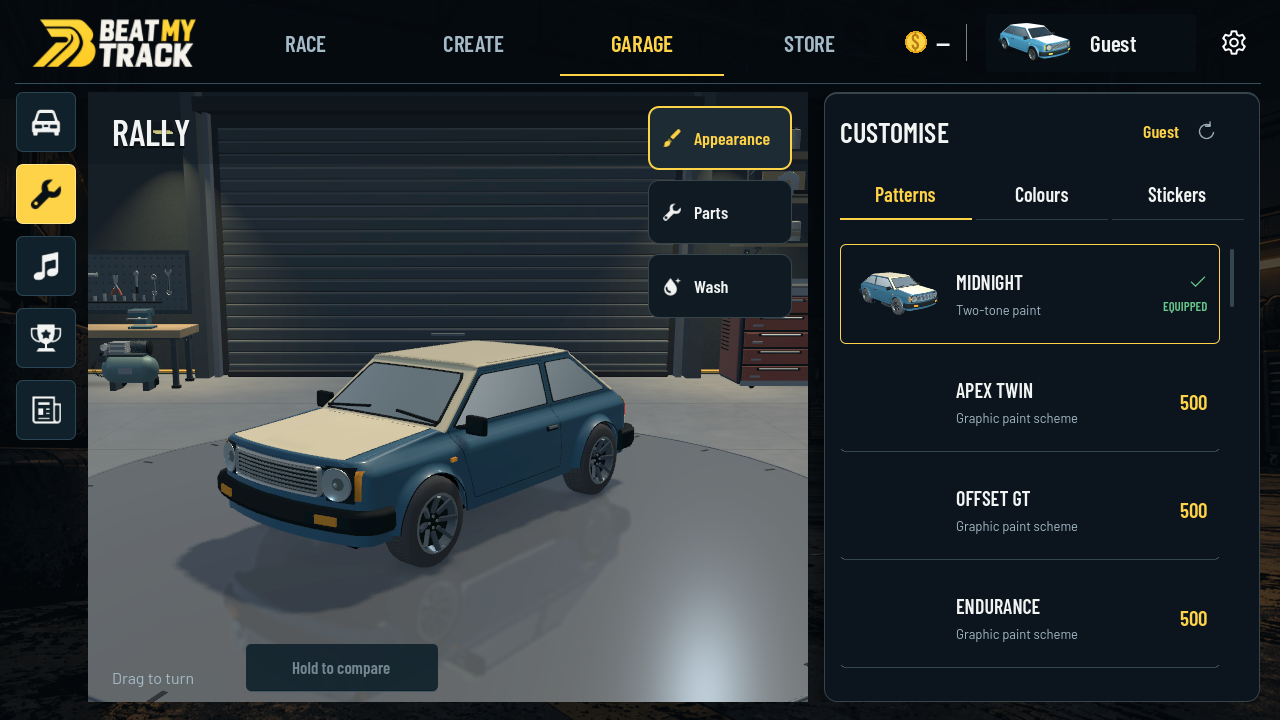 BEATMY
TRACK
RACE
CREATE
GARAGE
STORE
–
Guest
RALLY
Appearance
Parts
Wash
Hold to compare
Drag to turn
CUSTOMISE
Guest
Patterns
Colours
Stickers
MIDNIGHT
Two-tone paint
EQUIPPED
APEX TWIN
Graphic paint scheme
500
OFFSET GT
Graphic paint scheme
500
ENDURANCE
Graphic paint scheme
500